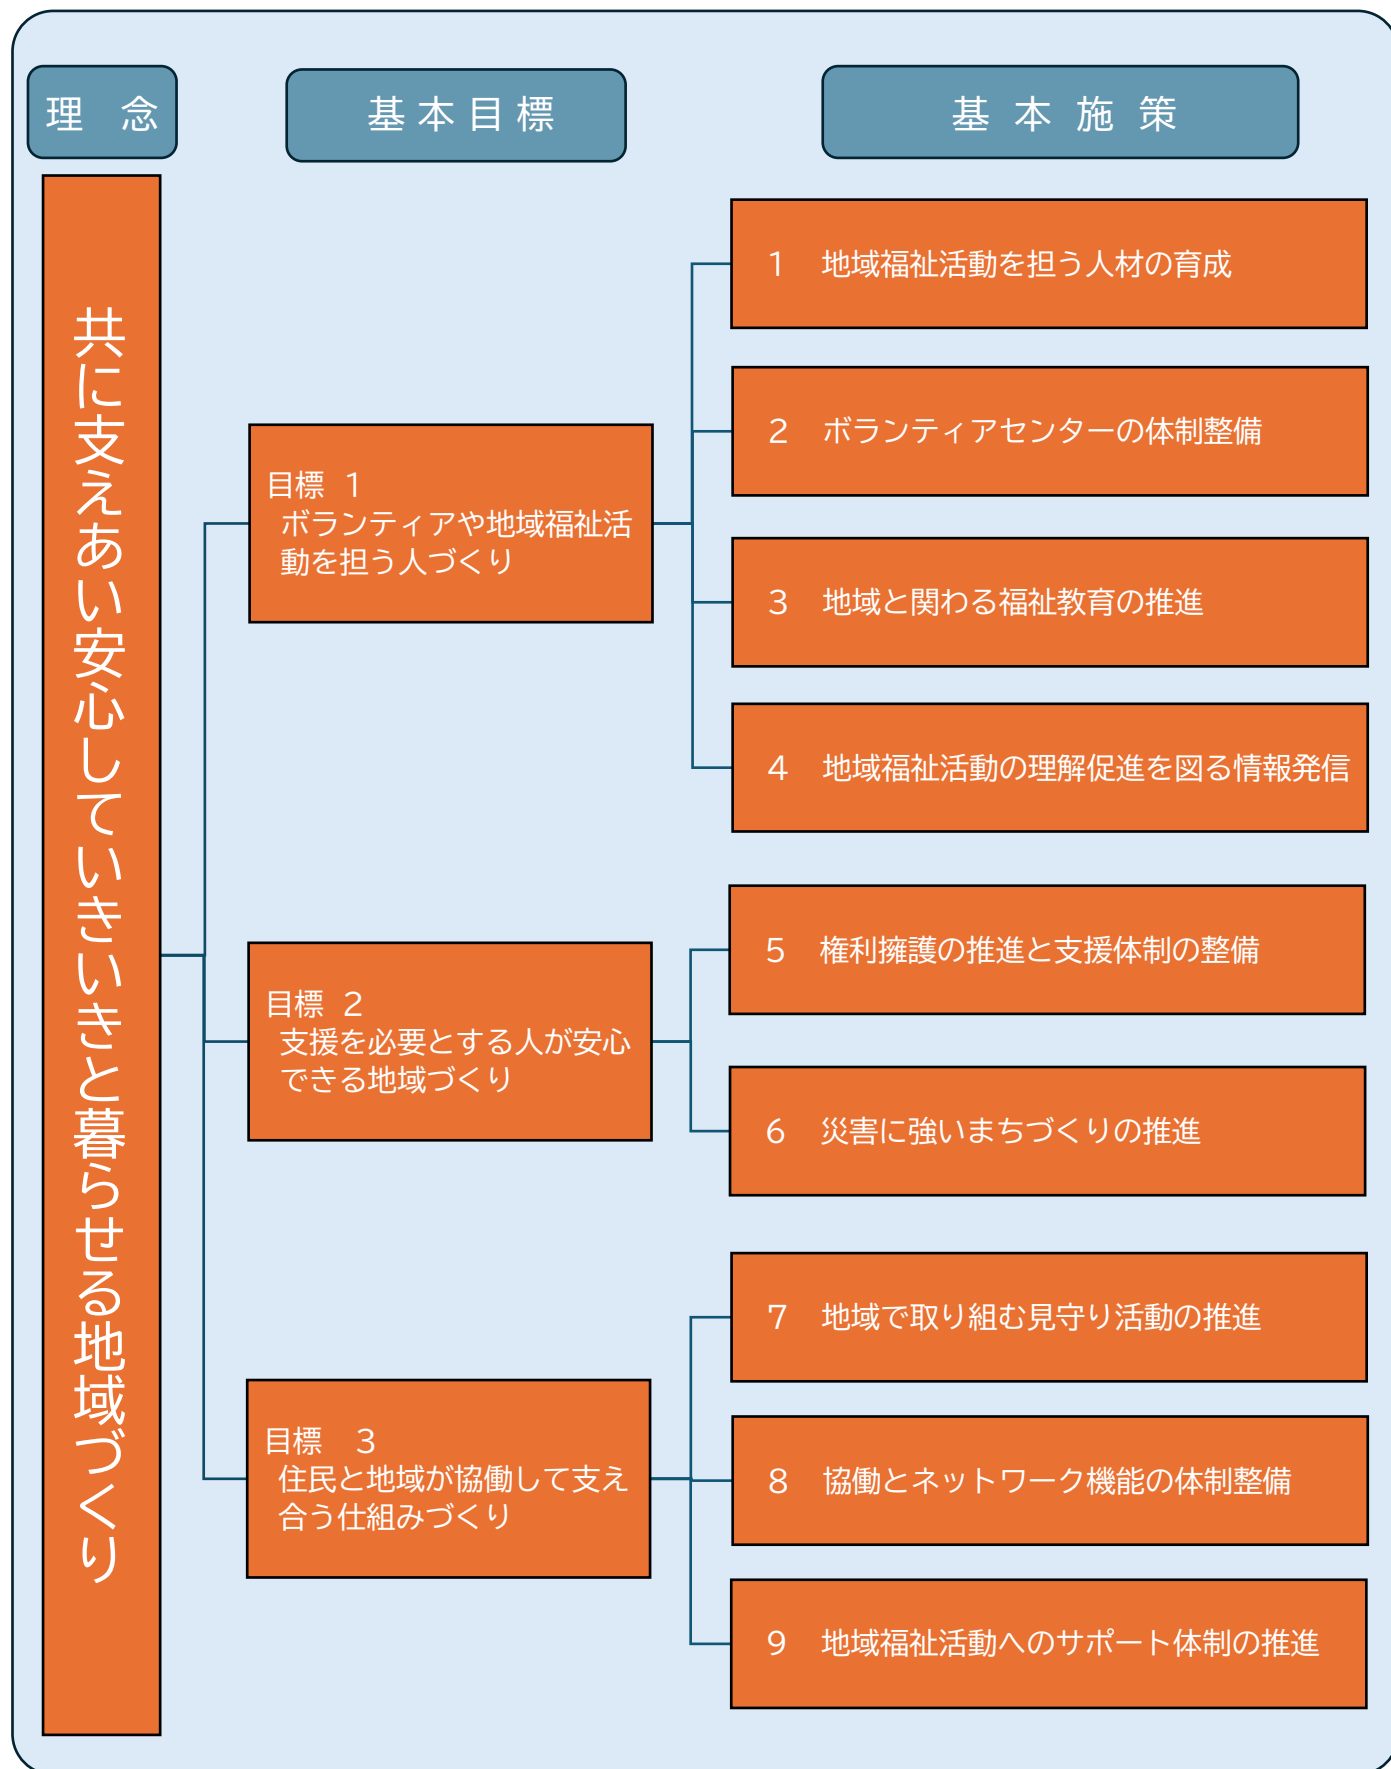 理　念
基本目標
基本施策
共に支えあい安心していきいきと暮らせる地域づくり
目標 １
ボランティアや地域福祉活
動を担う人づくり
１　地域福祉活動を担う人材の育成
２　ボランティアセンターの体制整備
３　地域と関わる福祉教育の推進
４　地域福祉活動の理解促進を図る情報発信
目標 ２
支援を必要とする人が安心
できる地域づくり
５　権利擁護の推進と支援体制の整備
６　災害に強いまちづくりの推進
目標　３
住民と地域が協働して支え
合う仕組みづくり
７　地域で取り組む見守り活動の推進
８　協働とネットワーク機能の体制整備
９　地域福祉活動へのサポート体制の推進